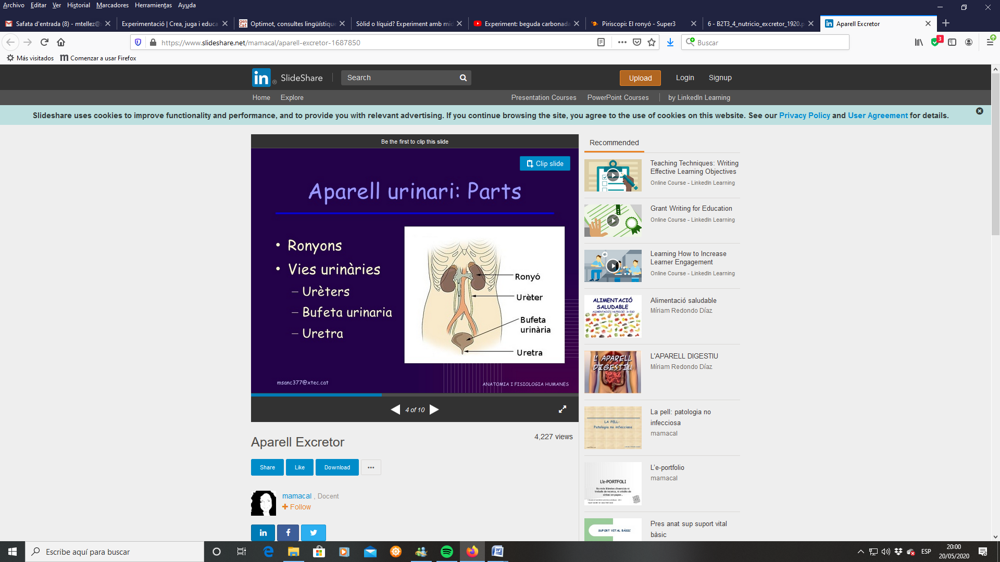 Archivo Editar Ver Historial Marcadores Herramientas Ayuda
Safata d'entrada (8) - mtellez@
Experimentació | Crea, juga i educa
gen cat Optimot, consultes lingüístique
Sòlid o líquid? Experiment amb mid
Experiment: beguda carbonada
Piriscopi: El ronyó - Super3
6 - B2T3_4_nutricio_excretor_1920.p
Aparell Excretor
https://www.slideshare.net/mamacal/aparell-excretor-1687850
Buscar
3
Más visitados Comenzar a usar Firefox
in SlideShare
Search
Upload Login Signup
Home Explore
Presentation Courses PowerPoint Courses by LinkedIn Learning
Slideshare uses cookies to improve functionality and performance, and to provide you with relevant advertising. If you continue browsing the site, you agree to the use of cookies on this website. See our Privacy Policy and User Agreement for details.
Be the first to clip this slide
Clip slide
Aparell urinari: Parts
• Ronyons
• Vies urinàries
– Urèters
– Bufeta urinaria
– Uretra
Ronyó
Urèter
Bufeta
urinària
Uretra
msanc377@xtec.cat
ANATOMIA I FISIOLOGIA HUMANES
4 of 10
Aparell Excretor
4,227 views
Share Like Download
mamacal , Docent
Follow
Recommended
Teaching Techniques: Writing
Effective Learning Objectives
Online Course - LinkedIn Learning
Grant Writing for Education
Online Course - LinkedIn Learning
Learning How to Increase
Learner Engagement
Online Course - LinkedIn Learning
ALIMENTACIÓ
SALUDABLE
ALIMENTACIÓ I NUTRICIÓ 3r ESO
Alimentació saludable
Míriam Redondo Díaz
L'APARELL
DIGESTIU
L'APARELL DIGESTIU
Míriam Redondo Díaz
LA PELL:
Patologia no infecciosa
La pell: patologia no
infecciosa
mamacal
L'e-PORTFOLI
L'e-portfolio
mamacal
SUPORT VITAL BÀSIC
Pres anat sup suport vital
bàsic
Escribe aquí para buscar
ESP
20:00
20/05/2020